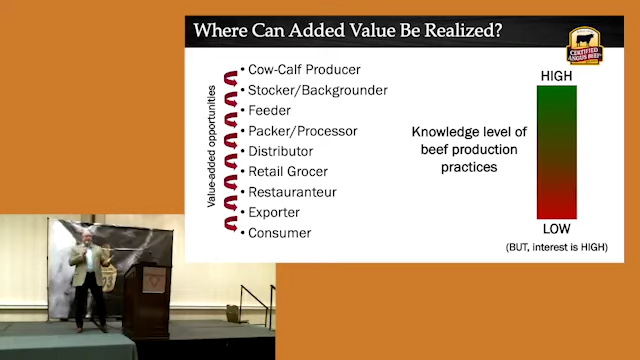 Where Can Added Value Be Realized?
CERTIFIED
ANGUS BEEF
Value-added opportunities
• Cow-Calf Producer
• Stocker/Backgrounder
• Feeder
• Packer/Processor
• Distributor
• Retail Grocer
• Restauranteur
• Exporter
• Consumer
Knowledge level of
beef production
practices
HIGH
LOW
(BUT, interest is HIGH)